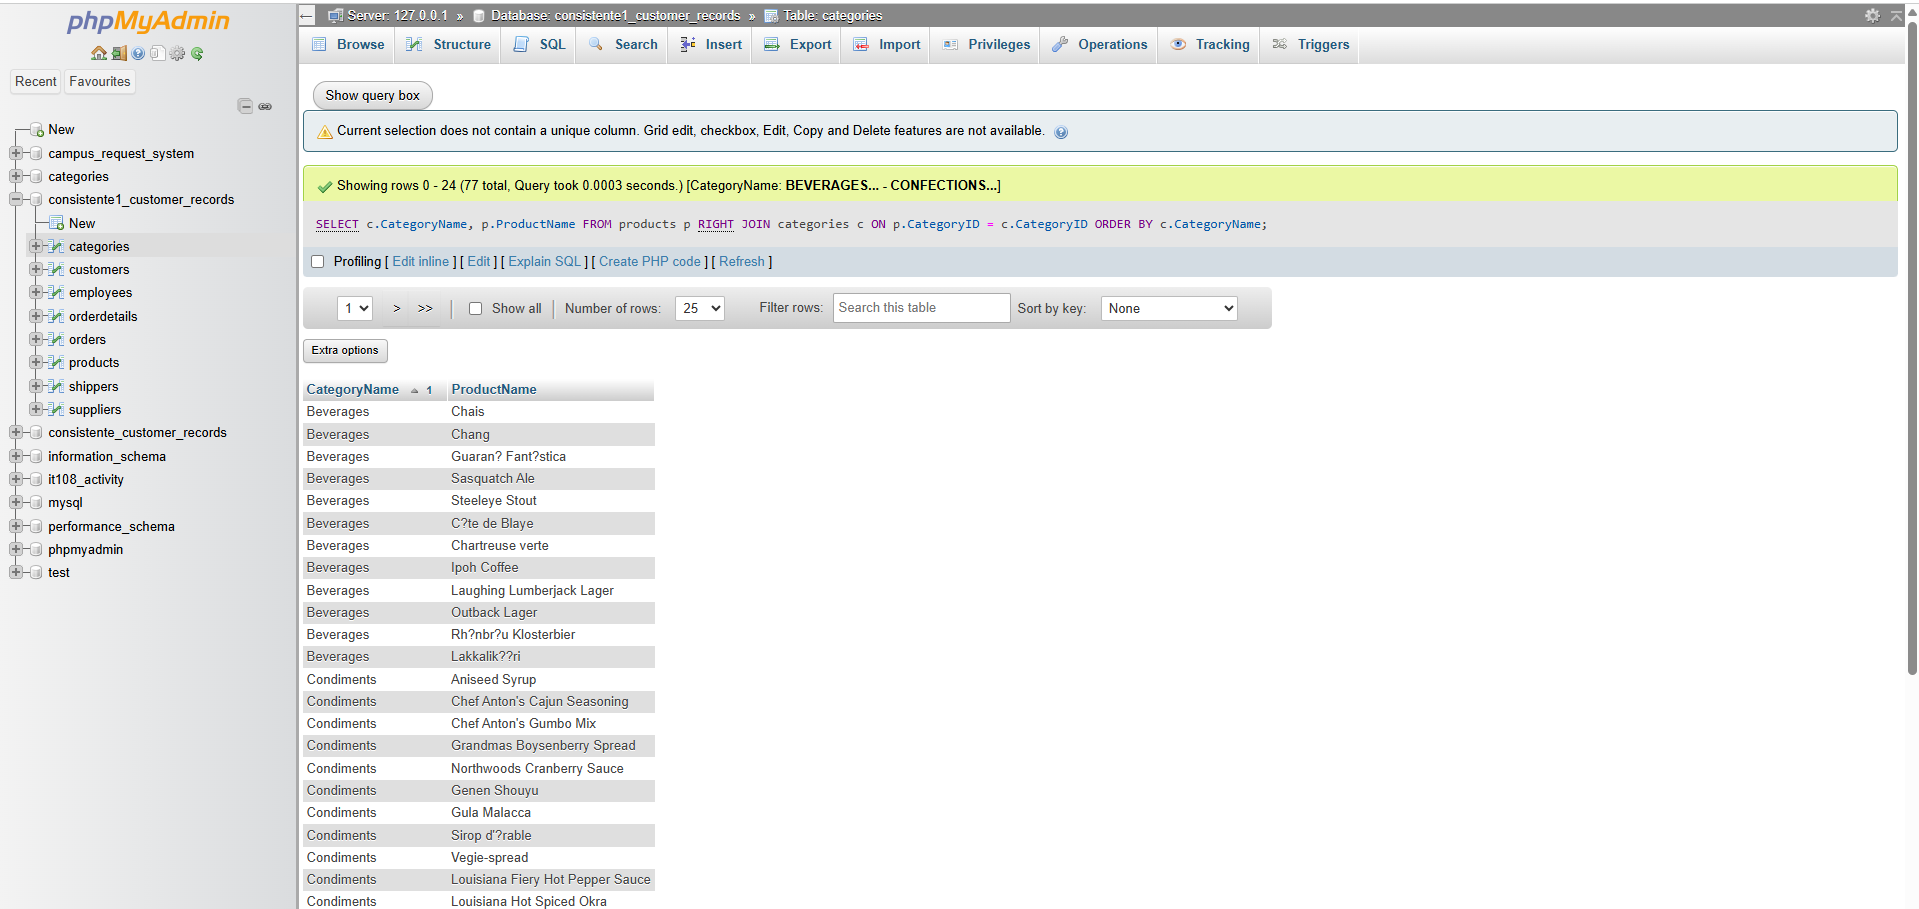 phpMyAdmin
Recent Favourites
New
campus_request_system
categories
consistente1_customer_records
New
categories
customers
employees
orderdetails
orders
products
shippers
suppliers
consistente_customer_records
information_schema
it108_activity
mysql
performance_schema
phpmyadmin
test
Server: 127.0.0.1 » Database: consistente1_customer_records » Table: categories
Browse Structure SQL Search Insert Export Import Privileges Operations Tracking Triggers
Show query box
Current selection does not contain a unique column. Grid edit, checkbox, Edit, Copy and Delete features are not available.
Showing rows 0 - 24 (77 total, Query took 0.0003 seconds.) [CategoryName: BEVERAGES... - CONFECTIONS...]
SELECT c.CategoryName, p.ProductName FROM products p RIGHT JOIN categories c ON p.CategoryID = c.CategoryID ORDER BY c.CategoryName;
Profiling [ Edit inline ] [ Edit ] [ Explain SQL ] [ Create PHP code ] [ Refresh ]
1 > >> Show all Number of rows: 25 Filter rows: Search this table Sort by key: None
Extra options
CategoryName 1 ProductName
Beverages Chais
Beverages Chang
Beverages Guaran? Fant?stica
Beverages Sasquatch Ale
Beverages Steeleye Stout
Beverages C?te de Blaye
Beverages Chartreuse verte
Beverages Ipoh Coffee
Beverages Laughing Lumberjack Lager
Beverages Outback Lager
Beverages Rh?nbr?u Klosterbier
Beverages Lakkalik??ri
Condiments Aniseed Syrup
Condiments Chef Anton's Cajun Seasoning
Condiments Chef Anton's Gumbo Mix
Condiments Grandmas Boysenberry Spread
Condiments Northwoods Cranberry Sauce
Condiments Genen Shouyu
Condiments Gula Malacca
Condiments Sirop d'?rable
Condiments Vegie-spread
Condiments Louisiana Fiery Hot Pepper Sauce
Condiments Louisiana Hot Spiced Okra